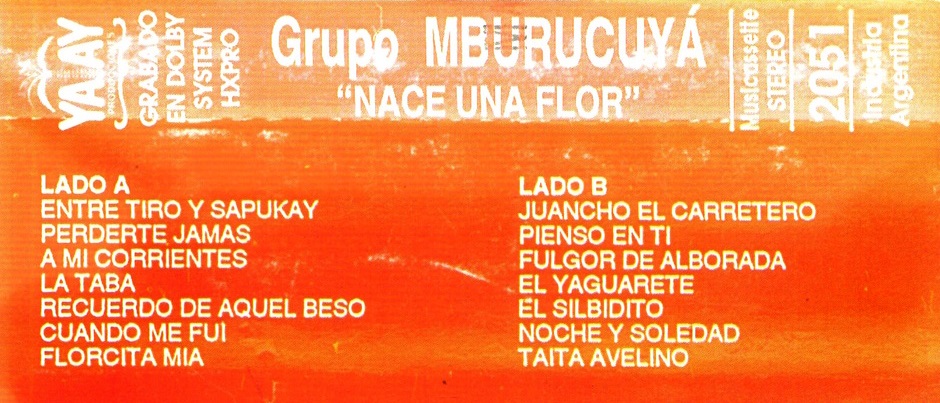 YAYAY
PRODUCCIONES
GRABADO
EN DOLBY
SYSTEM
HXPRO
Grupo MBURUCUYÁ
“NACE UNA FLOR”
Musicassette
STEREO
2051
Industria
Argentina
LADO A
ENTRE TIRO Y SAPUKAY
PERDERTE JAMAS
A MI CORRIENTES
LA TABA
RECUERDO DE AQUEL BESO
CUANDO ME FUI
FLORCITA MIA
LADO B
JUANCHO EL CARRETERO
PIENSO EN TI
FULGOR DE ALBORADA
EL YAGUARETE
EL SILBIDITO
NOCHE Y SOLEDAD
TAITA AVELINO